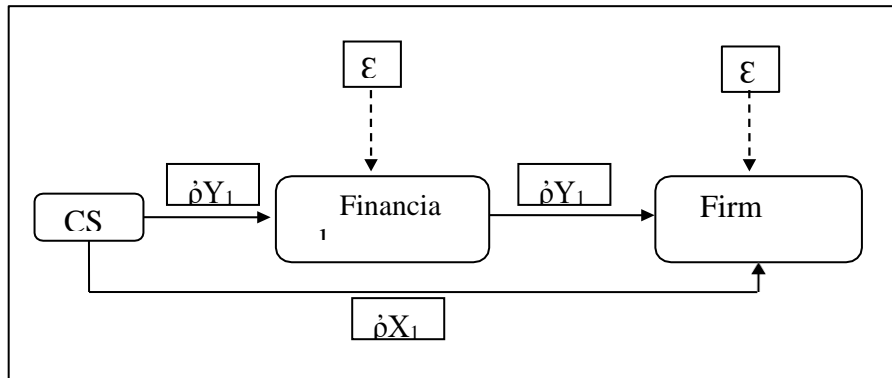 Ɛ
Ɛ
ῤY₁
ῤY₁
CS
Financia
l
Firm
ῤX₁